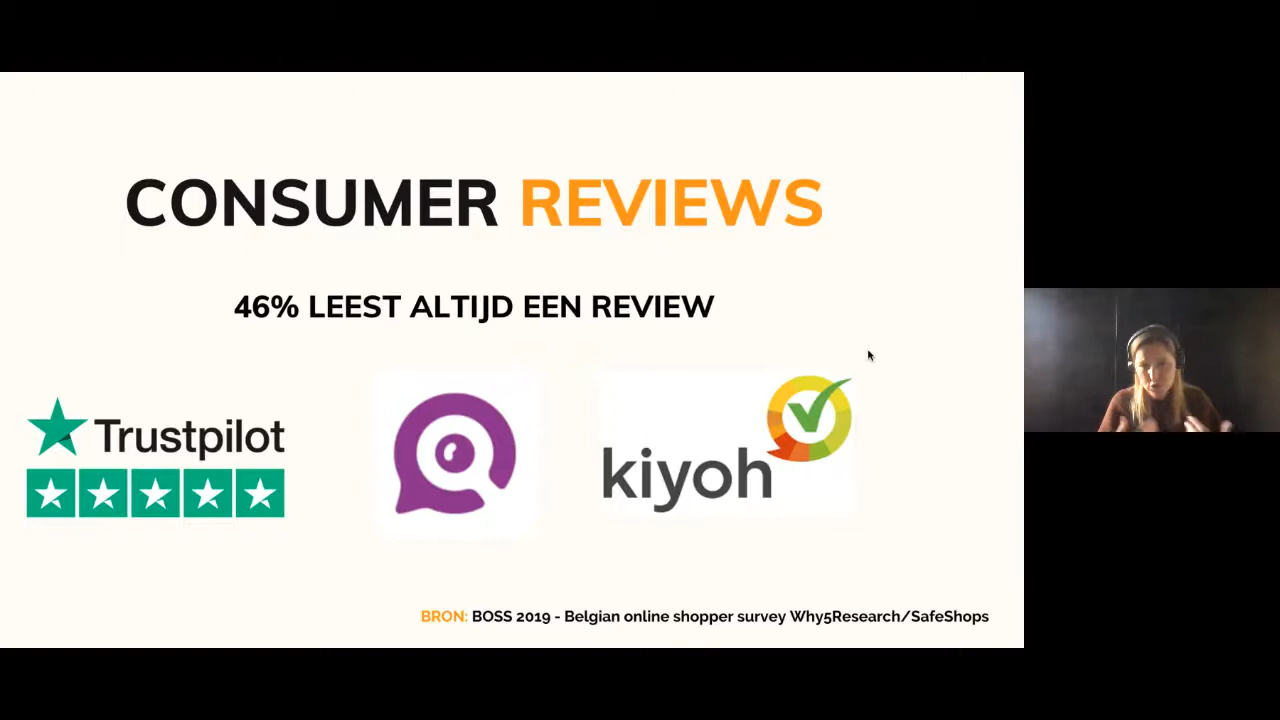 CONSUMER REVIEWS
46% LEEST ALTIJD EEN REVIEW
Trustpilot
kiyoh
BRON: BOSS 2019 - Belgian online shopper survey Why5Research/SafeShops